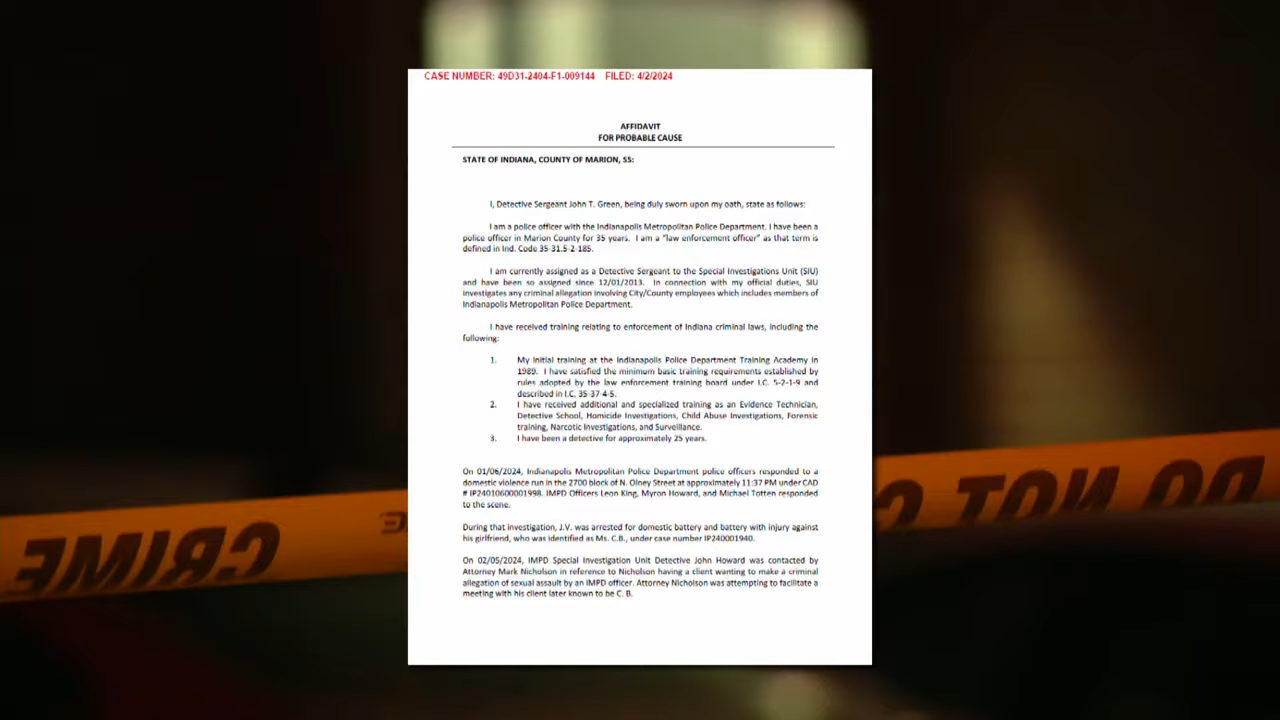 CASE NUMBER: 49D31-2404-F1-009144 FILED: 4/2/2024
AFFIDAVIT
FOR PROBABLE CAUSE
STATE OF INDIANA, COUNTY OF MARION, SS:
I, Detective Sergeant John T. Green, being duly sworn upon my oath, state as follows:
I am a police officer with the Indianapolis Metropolitan Police Department. I have been a
police officer in Marion County for 35 years. I am a "law enforcement officer" as that term is
defined in Ind. Code 35-31.5-2-185.
I am currently assigned as a Detective Sergeant to the Special Investigations Unit (SIU)
and have been so assigned since 12/01/2013. In connection with my official duties, SIU
investigates any criminal allegation involving City/County employees which includes members of
Indianapolis Metropolitan Police Department.
I have received training relating to enforcement of Indiana criminal laws, including the
following:
1. My initial training at the Indianapolis Police Department Training Academy in
1989. I have satisfied the minimum basic training requirements established by
rules adopted by the law enforcement training board under I.C. 5-2-1-9 and
described in I.C. 35-37-4-5.
2. I have received additional and specialized training as an Evidence Technician,
Detective School, Homicide Investigations, Child Abuse Investigations, Forensic
training, Narcotic Investigations, and Surveillance.
3. I have been a detective for approximately 25 years.
On 01/06/2024, Indianapolis Metropolitan Police Department police officers responded to a
domestic violence run in the 2700 block of N. Olney Street at approximately 11:37 PM under CAD
# IP24010600001998. IMPD Officers Leon King, Myron Howard, and Michael Totten responded
to the scene.
During that investigation, J.V. was arrested for domestic battery and battery with injury against
his girlfriend, who was identified as Ms. C.B., under case number IP240001940.
On 02/05/2024, IMPD Special Investigation Unit Detective John Howard was contacted by
Attorney Mark Nicholson in reference to Nicholson having a client wanting to make a criminal
allegation of sexual assault by an IMPD officer. Attorney Nicholson was attempting to facilitate a
meeting with his client later known to be C. B.
CRIME
DO NOT C